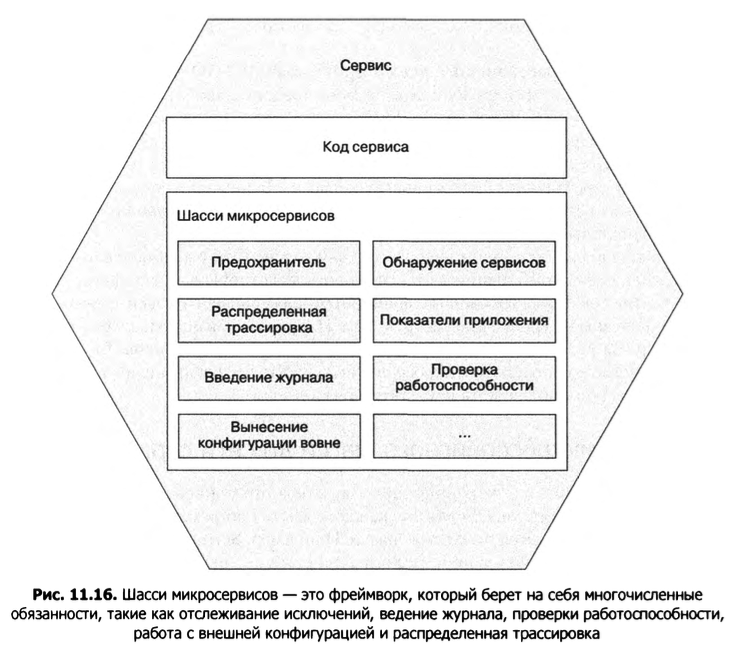 Сервис
Код сервиса
Шасси микросервисов
Предохранитель
Обнаружение сервисов
Распределенная
трассировка
Показатели приложения
Введение журнала
Проверка
работоспособности
Вынесение
конфигурации вовне
...
Рис. 11.16. Шасси микросервисов — это фреймворк, который берет на себя многочисленные
обязанности, такие как отслеживание исключений, ведение журнала, проверки работоспособности,
работа с внешней конфигурацией и распределенная трассировка